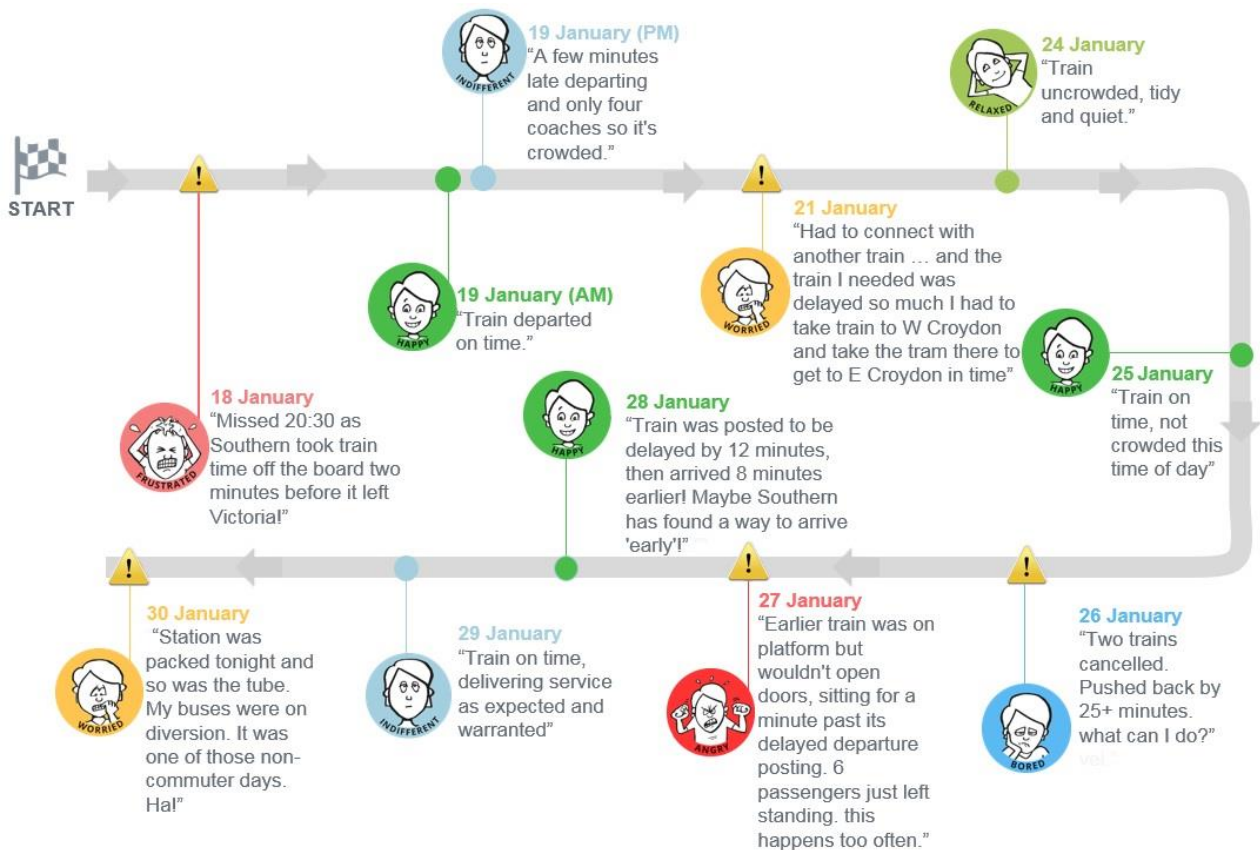 START
18 January
“Missed 20:30 as
Southern took train
time off the board two
minutes before it left
Victoria!”
FRUSTRATED
19 January (AM)
“Train departed
on time.”
HAPPY
19 January (PM)
“A few minutes
late departing
and only four
coaches so it's
crowded.”
INDIFFERENT
21 January
“Had to connect with
another train ... and the
train I needed was
delayed so much I had to
take train to W Croydon
and take the tram there to
get to E Croydon in time”
WORRIED
24 January
“Train
uncrowded, tidy
and quiet.”
RELAXED
25 January
“Train on
time, not
crowded this
time of day”
HAPPY
26 January
“Two trains
cancelled.
Pushed back by
25+ minutes.
what can I do?”
BORED
27 January
“Earlier train was on
platform but
wouldn't open
doors, sitting for a
minute past its
delayed departure
posting. 6
passengers just left
standing. this
happens too often.”
ANGRY
28 January
“Train was posted to be
delayed by 12 minutes,
then arrived 8 minutes
earlier! Maybe Southern
has found a way to arrive
'early'!”
HAPPY
29 January
“Train on time,
delivering service
as expected and
warranted”
INDIFFERENT
30 January
“Station was
packed tonight and
so was the tube.
My buses were on
diversion. It was
one of those non-
commuter days.
Ha!”
WORRIED